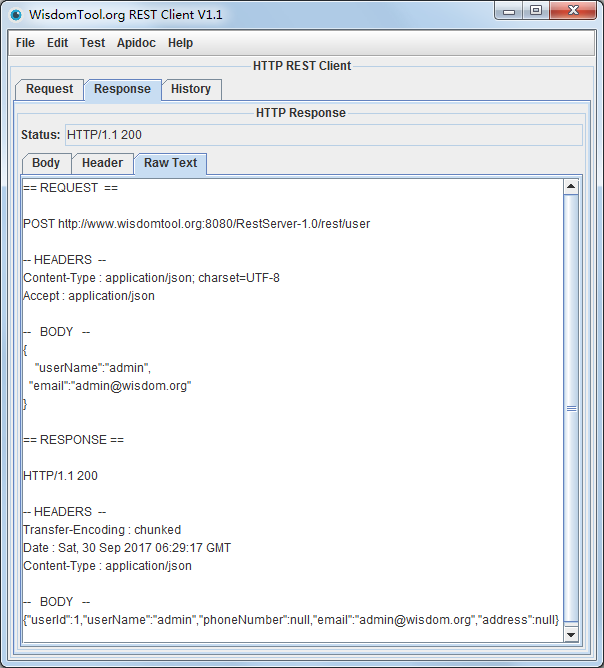 WisdomTool.org REST Client V1.1
File Edit Test Apidoc Help
HTTP REST Client
Request Response History
HTTP Response
Status: HTTP/1.1 200
Body Header Raw Text
== REQUEST ==
POST http://www.wisdomtool.org:8080/RestServer-1.0/rest/user
-- HEADERS --
Content-Type : application/json; charset=UTF-8
Accept : application/json
-- BODY --
{
"userName":"admin",
"email":"admin@wisdom.org"
}
== RESPONSE ==
HTTP/1.1 200
-- HEADERS --
Transfer-Encoding : chunked
Date : Sat, 30 Sep 2017 06:29:17 GMT
Content-Type : application/json
-- BODY --
{"userId":1,"userName":"admin","phoneNumber":null,"email":"admin@wisdom.org","address":null}